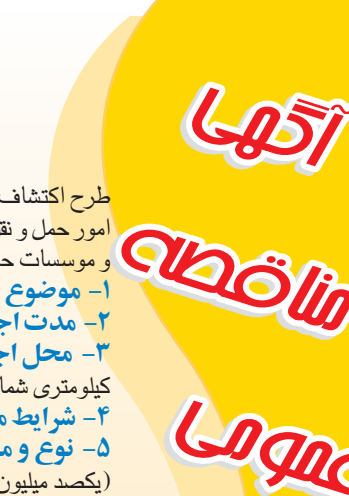 آگهی
مناقصه
عمومی
طرح اکتشاف
امور حمل و نق
و موسسات ح
۱- موضوع
۲- مدت اج
۳- محل اج
کیلومتری شما
۴- شرایط م
۵- نوع و م
(یکصد میلیون